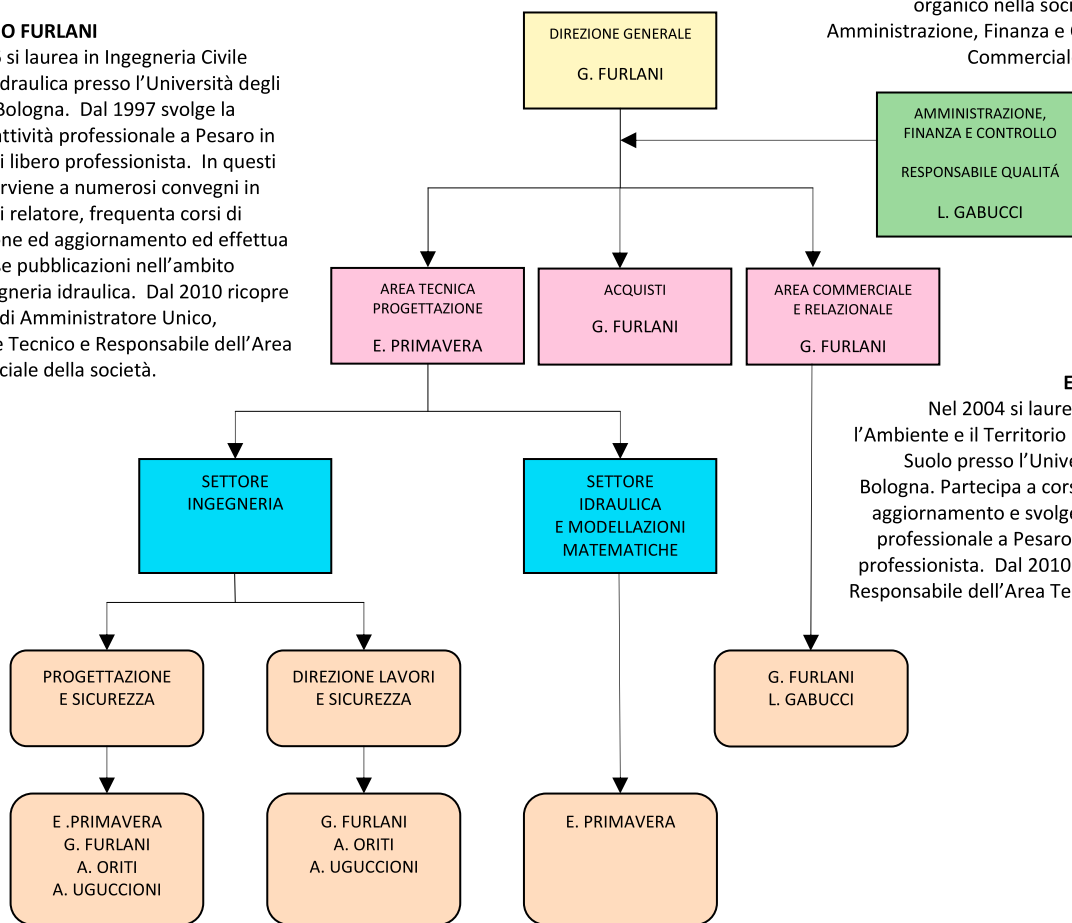 O FURLANI
si laurea in Ingegneria Civile
draulica presso l'Università degli
Bologna.  Dal 1997 svolge la
attività professionale a Pesaro in
i libero professionista.  In questi
rviene a numerosi convegni in
i relatore, frequenta corsi di
ne ed aggiornamento ed effettua
se pubblicazioni nell'ambito
gneria idraulica.  Dal 2010 ricopre
di Amministratore Unico,
e Tecnico e Responsabile dell'Area
ciale della società.
organico nella soci
Amministrazione, Finanza e
Commercial
DIREZIONE GENERALE
G. FURLANI
AMMINISTRAZIONE,
FINANZA E CONTROLLO
RESPONSABILE QUALITÁ
L. GABUCCI
AREA TECNICA
PROGETTAZIONE
E. PRIMAVERA
ACQUISTI
G. FURLANI
AREA COMMERCIALE
E RELAZIONALE
G. FURLANI
E
Nel 2004 si laure
l'Ambiente e il Territorio
Suolo presso l'Unive
Bologna. Partecipa a cors
aggiornamento e svolge
professionale a Pesaro
professionista.  Dal 2010
Responsabile dell'Area Te
SETTORE
INGEGNERIA
SETTORE
IDRAULICA
E MODELLAZIONI
MATEMATICHE
PROGETTAZIONE
E SICUREZZA
DIREZIONE LAVORI
E SICUREZZA
G. FURLANI
L. GABUCCI
E .PRIMAVERA
G. FURLANI
A. ORITI
A. UGUCCIONI
G. FURLANI
A. ORITI
A. UGUCCIONI
E. PRIMAVERA